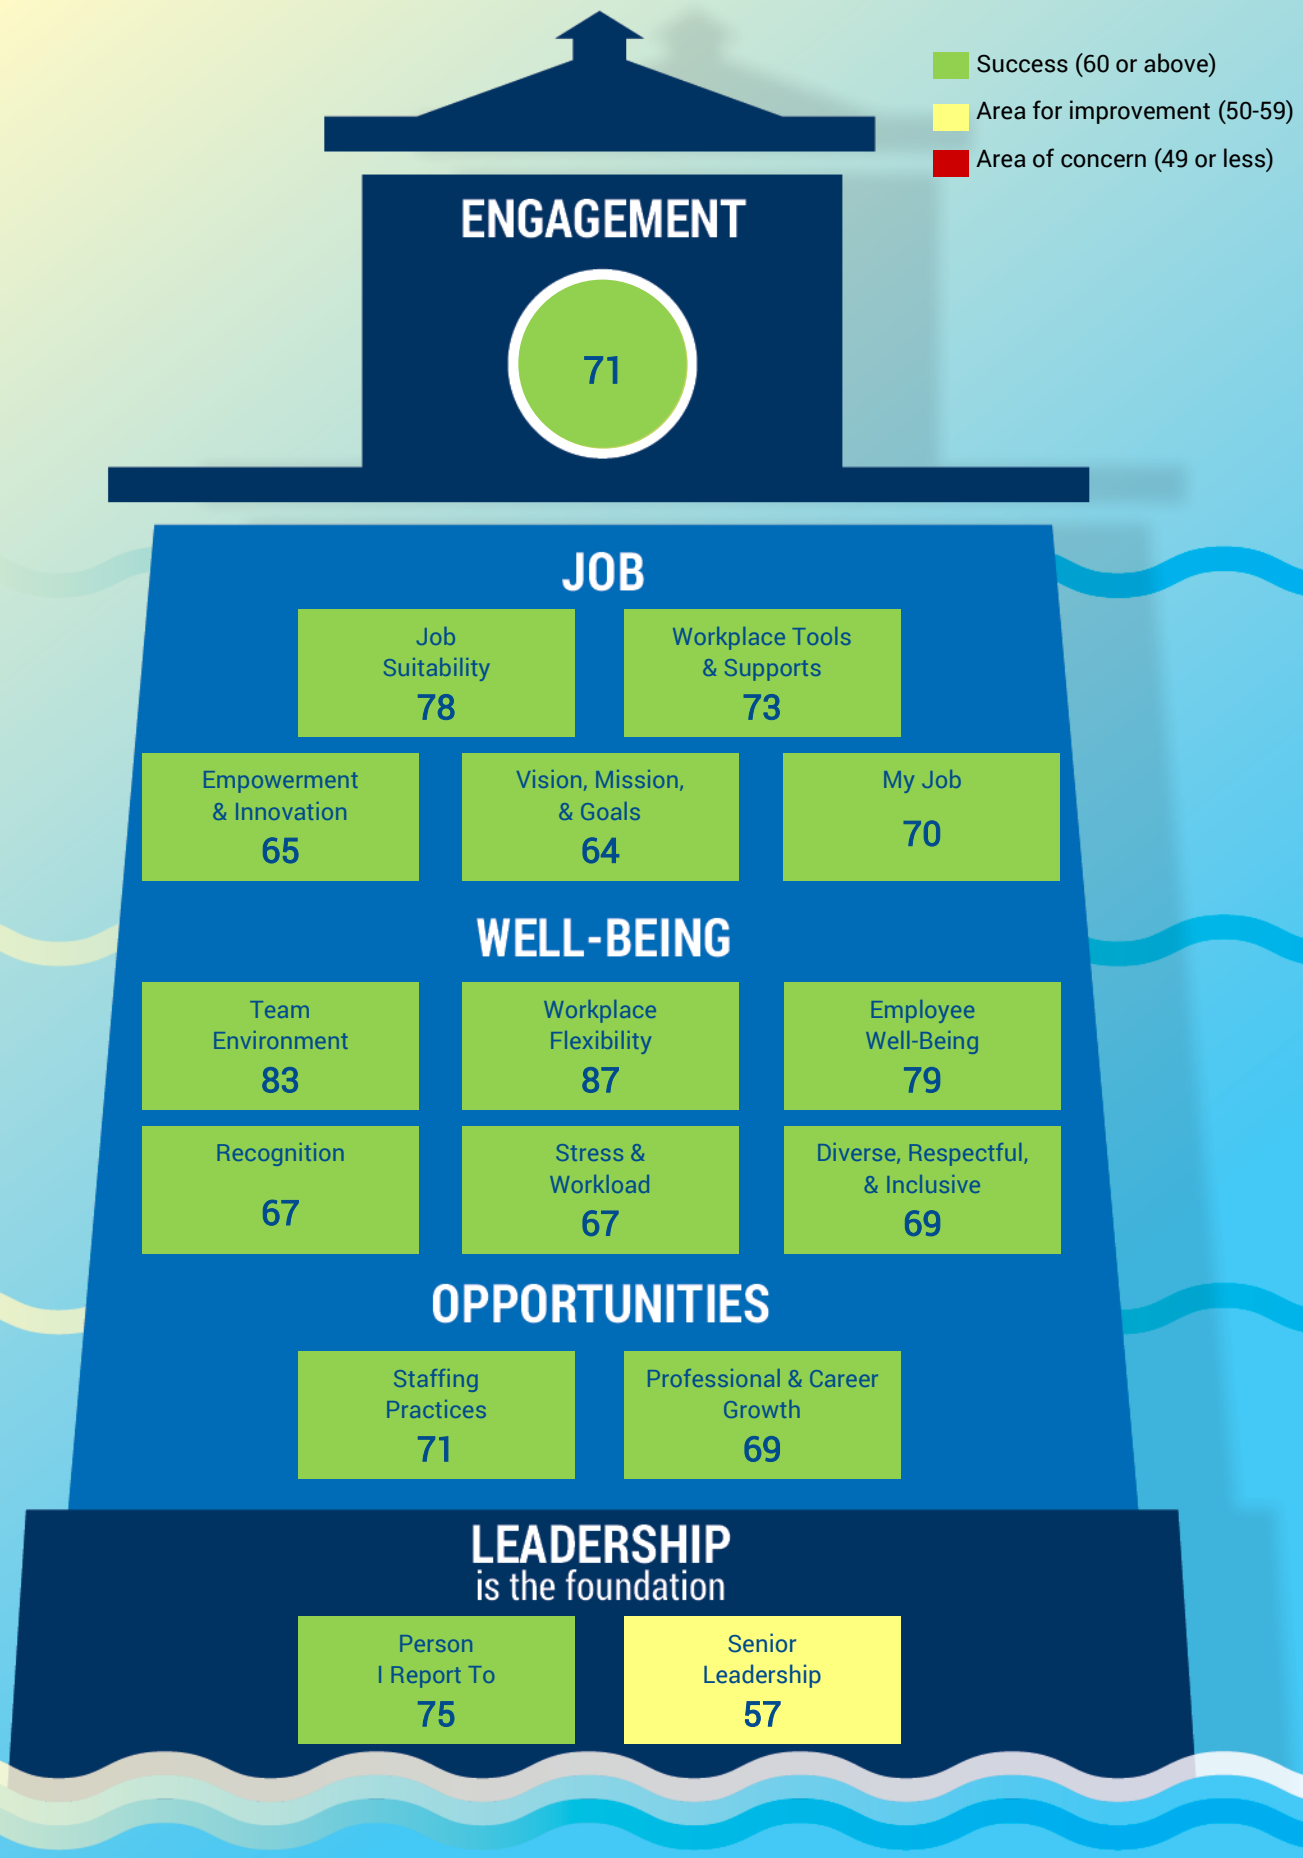 Success (60 or above)
Area for improvement (50-59)
Area of concern (49 or less)
ENGAGEMENT
71
JOB
Job
Suitability
78
Workplace Tools
& Supports
73
Empowerment
& Innovation
65
Vision, Mission,
& Goals
64
My Job
70
WELL-BEING
Team
Environment
83
Workplace
Flexibility
87
Employee
Well-Being
79
Recognition
67
Stress &
Workload
67
Diverse, Respectful,
& Inclusive
69
OPPORTUNITIES
Staffing
Practices
71
Professional & Career
Growth
69
LEADERSHIP
is the foundation
Person
I Report To
75
Senior
Leadership
57